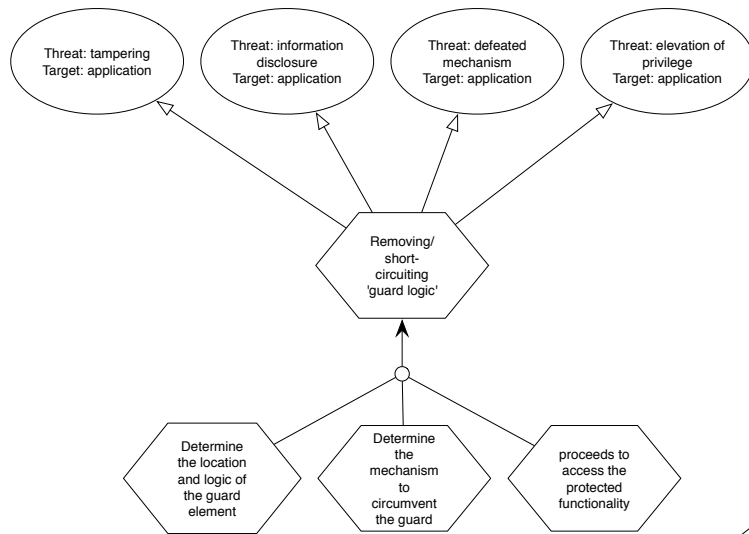 Threat: tampering
Target: application
Threat: information
disclosure
Target: application
Threat: defeated
mechanism
Target: application
Threat: elevation of
privilege
Target: application
Removing/
short-
circuiting
'guard logic'
Determine
the location
and logic of
the guard
element
Determine
the
mechanism
to
circumvent
the guard
proceeds to
access the
protected
functionality